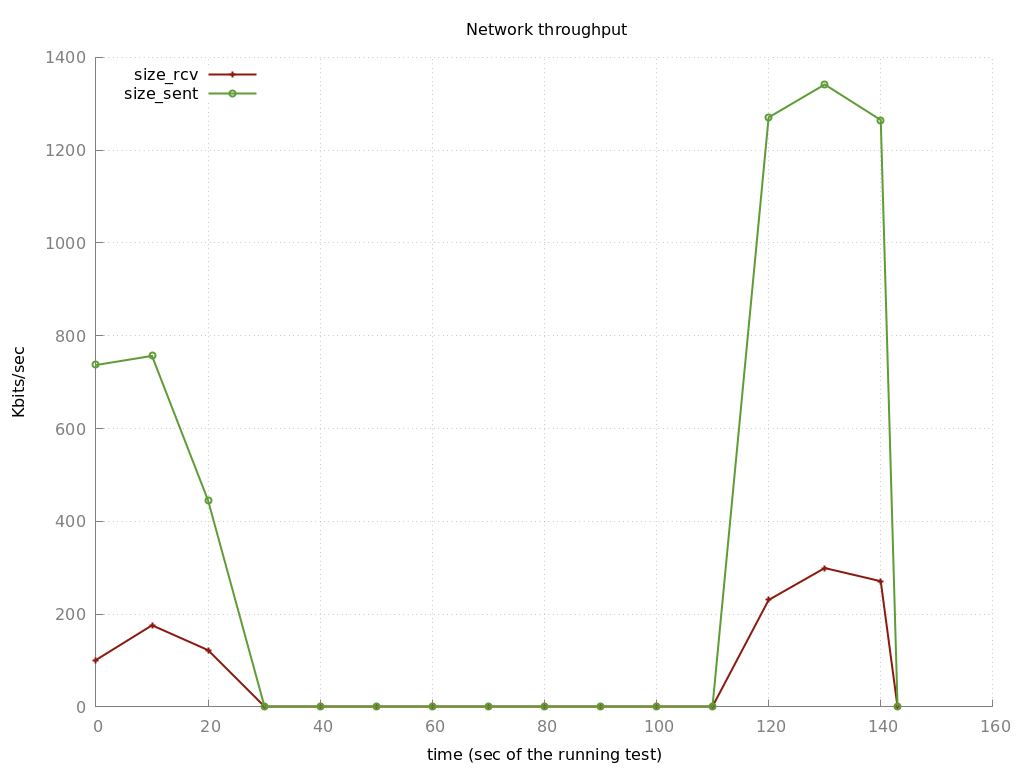 Network throughput
size_rcv
size_sent
1400
1200
1000
800
600
400
200
0
Kbits/sec
0 20 40 60 80 100 120 140 160
time (sec of the running test)